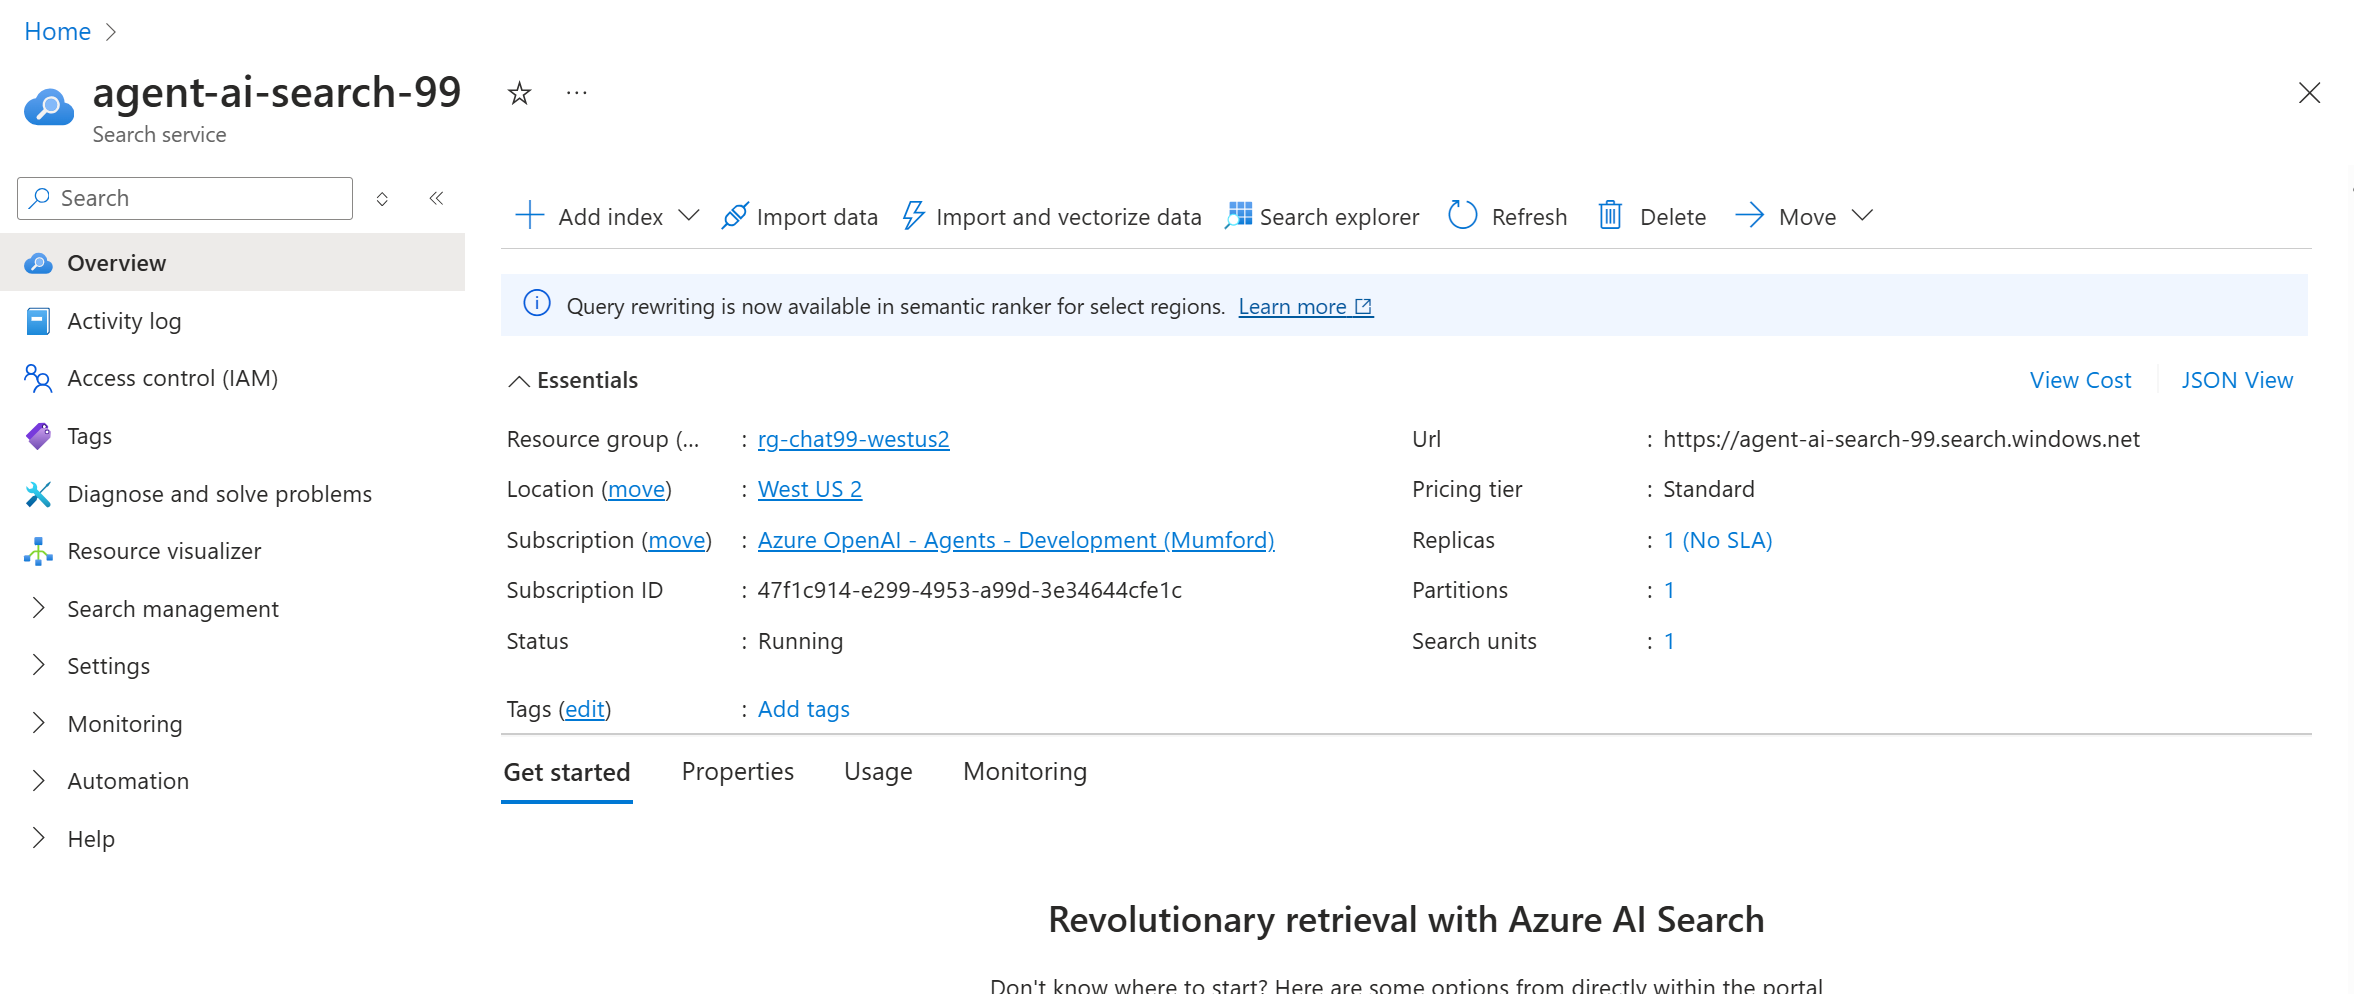 Home
agent-ai-search-99
Search service
Search
Overview
Activity log
Access control (IAM)
Tags
Diagnose and solve problems
Resource visualizer
Search management
Settings
Monitoring
Automation
Help
Add index Import data Import and vectorize data Search explorer Refresh Delete Move
Query rewriting is now available in semantic ranker for select regions. Learn more
Essentials View Cost JSON View
Resource group (... : rg-chat99-westus2
Location (move) : West US 2
Subscription (move) : Azure OpenAI - Agents - Development (Mumford)
Subscription ID : 47f1c914-e299-4953-a99d-3e34644cfe1c
Status : Running
Url : https://agent-ai-search-99.search.windows.net
Pricing tier : Standard
Replicas : 1 (No SLA)
Partitions : 1
Search units : 1
Tags (edit) : Add tags
Get started Properties Usage Monitoring
Revolutionary retrieval with Azure AI Search
Don't know where to start? Here are some options from directly within the portal